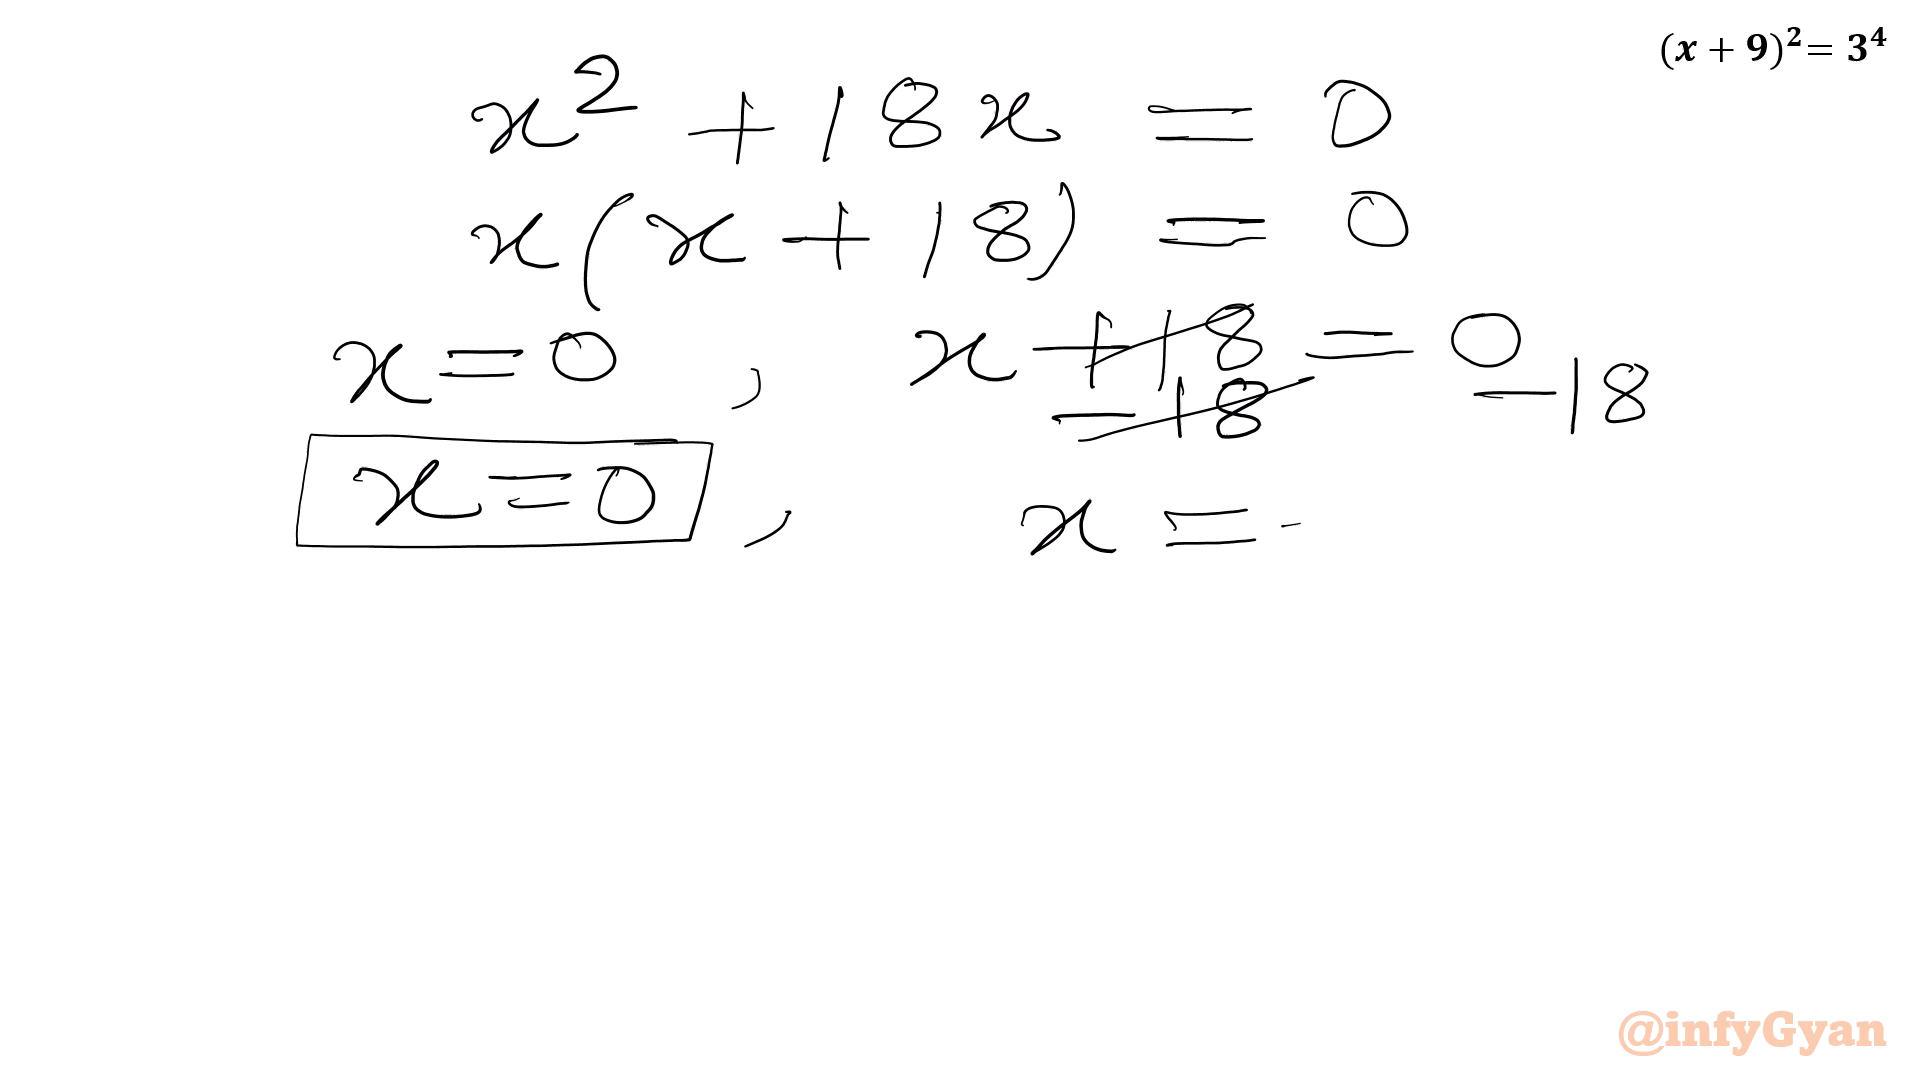 (x + 9)² = 3⁴
x² + 18x = 0
x(x + 18) = 0
x = 0 , x + 18 = 0
- 18 - 18
x = 0 , x = -
@infyGyan